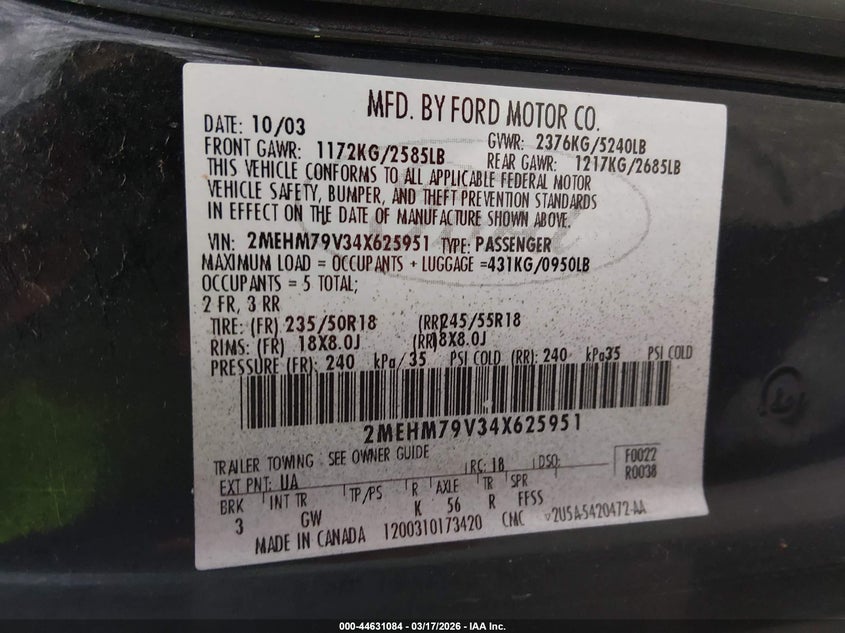 MFD. BY FORD MOTOR CO.
DATE: 10/03 GVWR: 2376KG/5240LB
FRONT GAWR: 1172KG/2585LB REAR GAWR: 1217KG/2685LB
THIS VEHICLE CONFORMS TO ALL APPLICABLE FEDERAL MOTOR
VEHICLE SAFETY, BUMPER, AND THEFT PREVENTION STANDARDS
IN EFFECT ON THE DATE OF MANUFACTURE SHOWN ABOVE.
VIN: 2MEHM79V34X625951 TYPE: PASSENGER
MAXIMUM LOAD = OCCUPANTS + LUGGAGE =431KG/0950LB
OCCUPANTS = 5 TOTAL;
2 FR, 3 RR
TIRE: (FR) 235/50R18 (RR)245/55R18
RIMS: (FR) 18X8.0J (RR)18X8.0J
PRESSURE (FR): 240 kPa/ 35 PSI COLD (RR): 240 kPa35 PSI COLD
2MEHM79V34X625951
TRAILER TOWING - SEE OWNER GUIDE
EXT PNT: UA RC: 18 DSO: F0022
R0038
BRK INT TR TP/PS R AXLE TR SPR
3 GW K 56 R FFSS
MADE IN CANADA 1200310173420 CMC V2U5A-5420472-AA
000-44631084 - 03/17/2026 - IAA Inc.